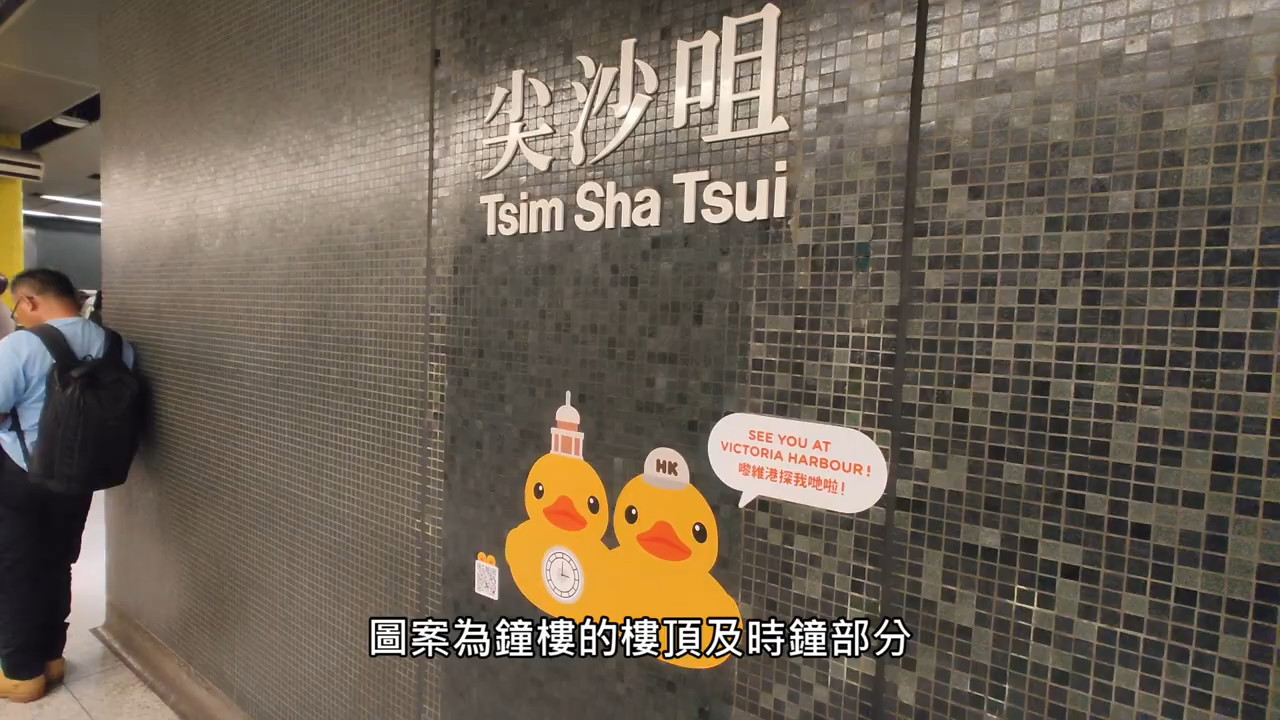 尖沙咀
Tsim Sha Tsui
HK
SEE YOU AT
VICTORIA HARBOUR!
嚟維港探我哋啦!
圖案為鐘樓的樓頂及時鐘部分